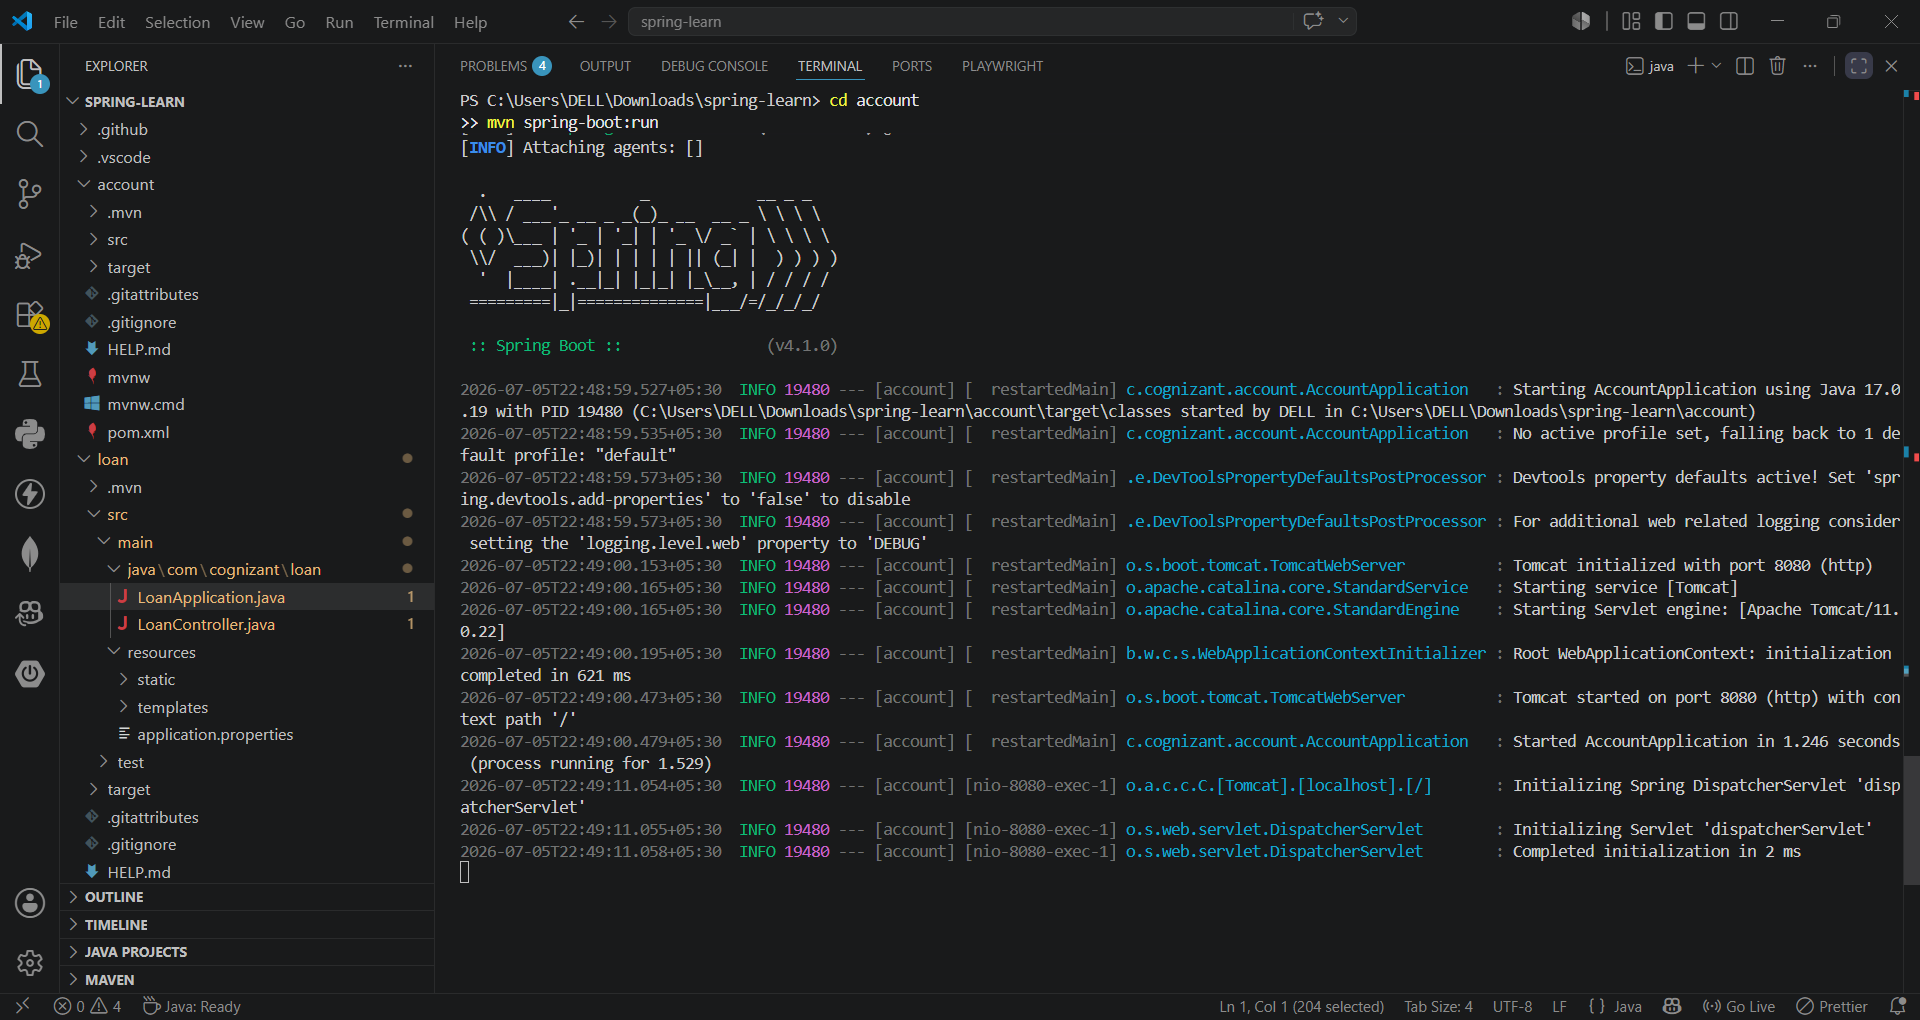 File Edit Selection View Go Run Terminal Help
spring-learn
EXPLORER
SPRING-LEARN
.github
.vscode
account
.mvn
src
target
.gitattributes
.gitignore
HELP.md
mvnw
mvnw.cmd
pom.xml
loan
.mvn
src
main
java\com\cognizant\loan
LoanApplication.java 1
LoanController.java 1
resources
static
templates
application.properties
test
target
.gitattributes
.gitignore
HELP.md
OUTLINE
TIMELINE
JAVA PROJECTS
MAVEN
1
PROBLEMS 4 OUTPUT DEBUG CONSOLE TERMINAL PORTS PLAYWRIGHT
java
PS C:\Users\DELL\Downloads\spring-learn> cd account
>> mvn spring-boot:run
[INFO] Attaching agents: []
  .   ____          _            __ _ _
 /\\ / ___'_ __ _ _(_)_ __  __ _ \ \ \ \
( ( )\___ | '_ | '_| | '_ \/ _` | \ \ \ \
 \\/  ___)| |_)| | | | | || (_| |  ) ) ) )
  '  |____| .__|_| |_|_| |_\__, | / / / /
 =========|_|==============|___/=/_/_/_/
 :: Spring Boot ::                (v4.1.0)
2026-07-05T22:48:59.527+05:30  INFO 19480 --- [account] [  restartedMain] c.cognizant.account.AccountApplication   : Starting AccountApplication using Java 17.0
.19 with PID 19480 (C:\Users\DELL\Downloads\spring-learn\account\target\classes started by DELL in C:\Users\DELL\Downloads\spring-learn\account)
2026-07-05T22:48:59.535+05:30  INFO 19480 --- [account] [  restartedMain] c.cognizant.account.AccountApplication   : No active profile set, falling back to 1 de
fault profile: "default"
2026-07-05T22:48:59.573+05:30  INFO 19480 --- [account] [  restartedMain] .e.DevToolsPropertyDefaultsPostProcessor : Devtools property defaults active! Set 'spr
ing.devtools.add-properties' to 'false' to disable
2026-07-05T22:48:59.573+05:30  INFO 19480 --- [account] [  restartedMain] .e.DevToolsPropertyDefaultsPostProcessor : For additional web related logging consider
 setting the 'logging.level.web' property to 'DEBUG'
2026-07-05T22:49:00.153+05:30  INFO 19480 --- [account] [  restartedMain] o.s.boot.tomcat.TomcatWebServer          : Tomcat initialized with port 8080 (http)
2026-07-05T22:49:00.165+05:30  INFO 19480 --- [account] [  restartedMain] o.apache.catalina.core.StandardService   : Starting service [Tomcat]
2026-07-05T22:49:00.165+05:30  INFO 19480 --- [account] [  restartedMain] o.apache.catalina.core.StandardEngine    : Starting Servlet engine: [Apache Tomcat/11.
0.22]
2026-07-05T22:49:00.195+05:30  INFO 19480 --- [account] [  restartedMain] b.w.c.s.WebApplicationContextInitializer : Root WebApplicationContext: initialization
completed in 621 ms
2026-07-05T22:49:00.473+05:30  INFO 19480 --- [account] [  restartedMain] o.s.boot.tomcat.TomcatWebServer          : Tomcat started on port 8080 (http) with con
text path '/'
2026-07-05T22:49:00.479+05:30  INFO 19480 --- [account] [  restartedMain] c.cognizant.account.AccountApplication   : Started AccountApplication in 1.246 seconds
 (process running for 1.529)
2026-07-05T22:49:11.054+05:30  INFO 19480 --- [account] [nio-8080-exec-1] o.a.c.c.C.[Tomcat].[localhost].[/]       : Initializing Spring DispatcherServlet 'disp
atcherServlet'
2026-07-05T22:49:11.055+05:30  INFO 19480 --- [account] [nio-8080-exec-1] o.s.web.servlet.DispatcherServlet        : Initializing Servlet 'dispatcherServlet'
2026-07-05T22:49:11.058+05:30  INFO 19480 --- [account] [nio-8080-exec-1] o.s.web.servlet.DispatcherServlet        : Completed initialization in 2 ms
0 4 Java: Ready Ln 1, Col 1 (204 selected) Tab Size: 4 UTF-8 LF {} Java Go Live Prettier